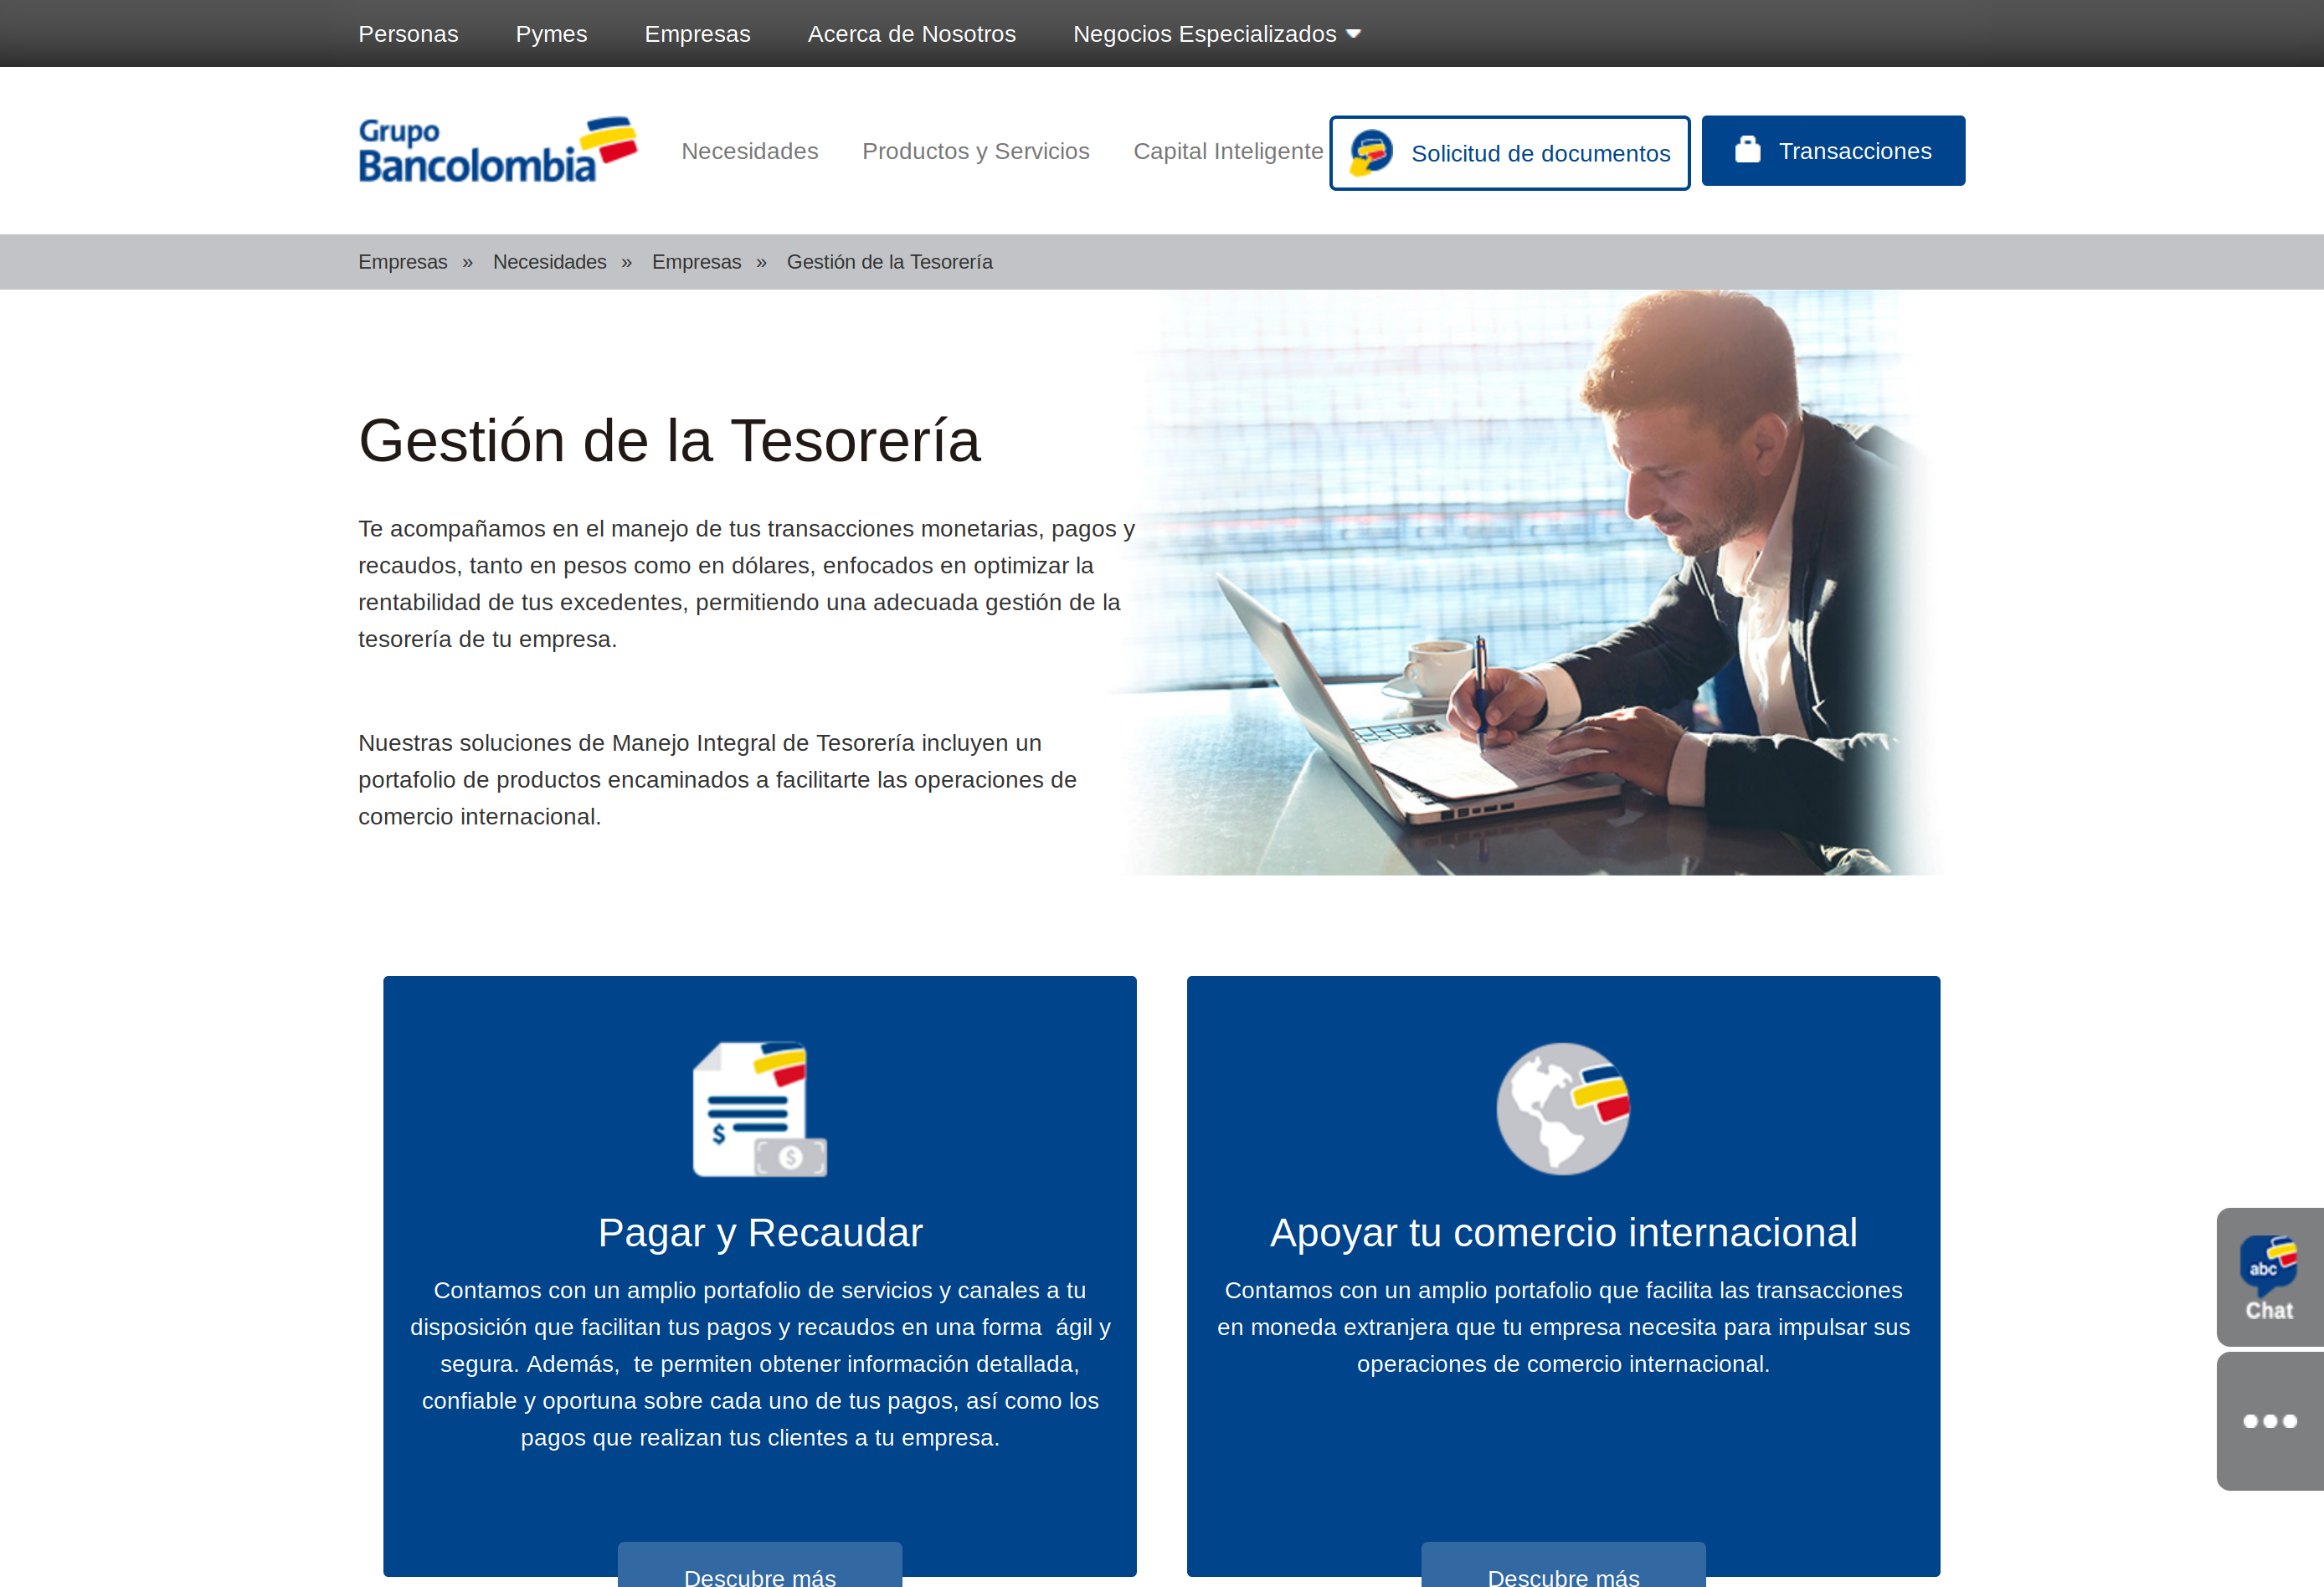 Personas Pymes Empresas Acerca de Nosotros Negocios Especializados
Grupo
Bancolombia
Necesidades Productos y Servicios Capital Inteligente
Solicitud de documentos
Transacciones
Empresas » Necesidades » Empresas » Gestión de la Tesorería
Gestión de la Tesorería
Te acompañamos en el manejo de tus transacciones monetarias, pagos y
recaudos, tanto en pesos como en dólares, enfocados en optimizar la
rentabilidad de tus excedentes, permitiendo una adecuada gestión de la
tesorería de tu empresa.
Nuestras soluciones de Manejo Integral de Tesorería incluyen un
portafolio de productos encaminados a facilitarte las operaciones de
comercio internacional.
$
$
Pagar y Recaudar
Contamos con un amplio portafolio de servicios y canales a tu
disposición que facilitan tus pagos y recaudos en una forma  ágil y
segura. Además,  te permiten obtener información detallada,
confiable y oportuna sobre cada uno de tus pagos, así como los
pagos que realizan tus clientes a tu empresa.
Descubre más
Apoyar tu comercio internacional
Contamos con un amplio portafolio que facilita las transacciones
en moneda extranjera que tu empresa necesita para impulsar sus
operaciones de comercio internacional.
Descubre más
abc
Chat